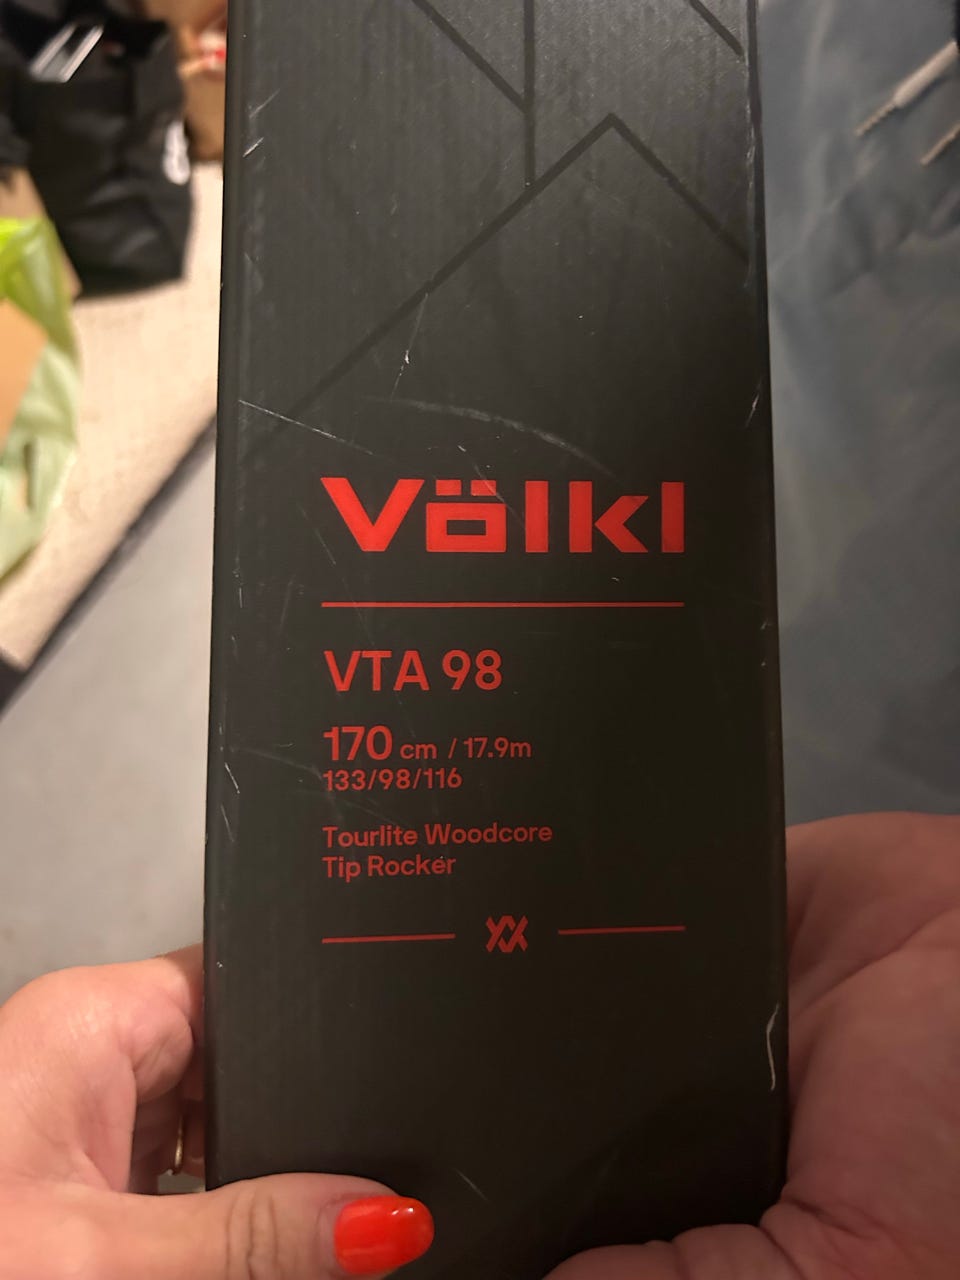 Völkl
VTA 98
170 cm / 17.9m
133/98/116
Tourlite Woodcore
Tip Rocker